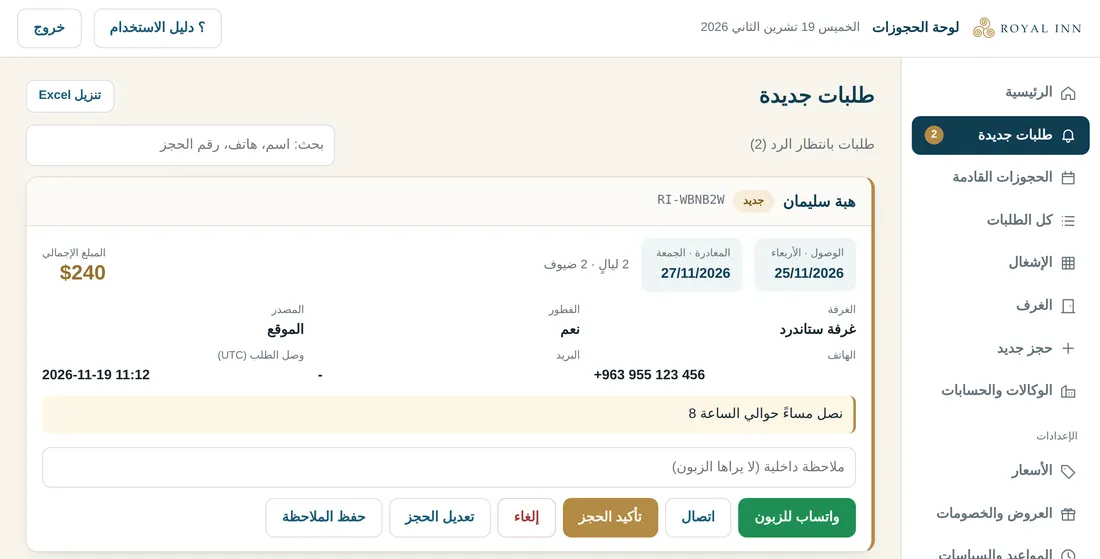 ROYAL INN
لوحة الحجوزات
الخميس 19 تشرين الثاني 2026
؟ دليل الاستخدام
خروج
الرئيسية
طلبات جديدة
2
الحجوزات القادمة
كل الطلبات
الإشغال
الغرف
حجز جديد
الوكالات والحسابات
الإعدادات
الأسعار
العروض والخصومات
المواعيد والسياسات
طلبات جديدة
تنزيل Excel
طلبات بانتظار الرد (2)
بحث: اسم، هاتف، رقم الحجز
هبة سليمان
جديد
RI-WBNB2W
الوصول · الأربعاء
25/11/2026
المغادرة · الجمعة
27/11/2026
2 ليالٍ · 2 ضيوف
المبلغ الإجمالي
$240
الغرفة
غرفة ستاندرد
الفطور
نعم
المصدر
الموقع
الهاتف
+963 955 123 456
البريد
-
وصل الطلب (UTC)
2026-11-19 11:12
نصل مساءً حوالي الساعة 8
ملاحظة داخلية (لا يراها الزبون)
واتساب للزبون
اتصال
تأكيد الحجز
إلغاء
تعديل الحجز
حفظ الملاحظة